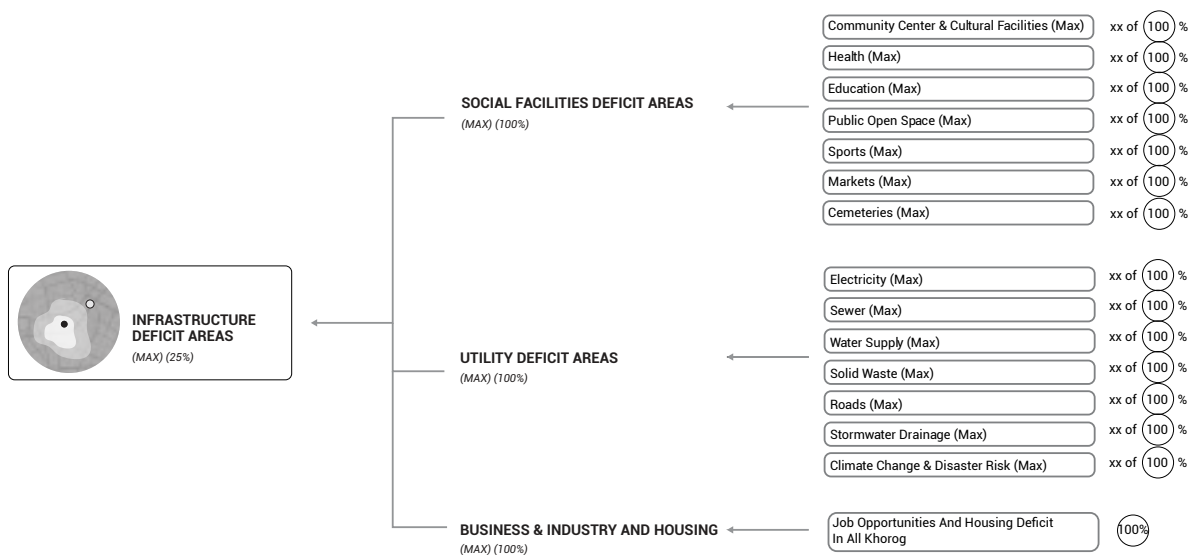 Community Center & Cultural Facilities (Max) xx of 100 %
Health (Max) xx of 100 %
Education (Max) xx of 100 %
Public Open Space (Max) xx of 100 %
Sports (Max) xx of 100 %
Markets (Max) xx of 100 %
Cemeteries (Max) xx of 100 %
SOCIAL FACILITIES DEFICIT AREAS
(MAX) (100%)
INFRASTRUCTURE
DEFICIT AREAS
(MAX) (25%)
Electricity (Max) xx of 100 %
Sewer (Max) xx of 100 %
Water Supply (Max) xx of 100 %
Solid Waste (Max) xx of 100 %
Roads (Max) xx of 100 %
Stormwater Drainage (Max) xx of 100 %
Climate Change & Disaster Risk (Max) xx of 100 %
UTILITY DEFICIT AREAS
(MAX) (100%)
BUSINESS & INDUSTRY AND HOUSING
(MAX) (100%)
Job Opportunities And Housing Deficit
In All Khorog
100%